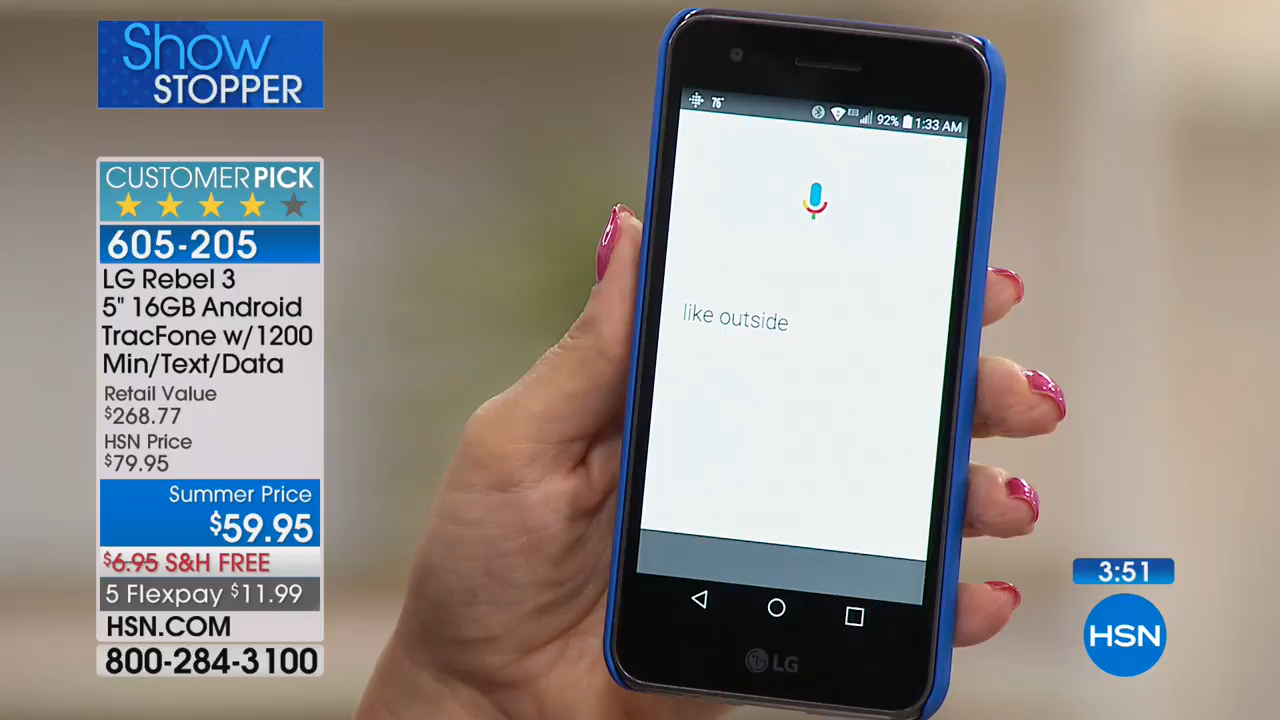 Show
STOPPER
CUSTOMER PICK
605-205
LG Rebel 3
5" 16GB Android
TracFone w/1200
Min/Text/Data
Retail Value
$268.77
HSN Price
$79.95
Summer Price
$59.95
$6.95 S&H FREE
5 Flexpay $11.99
HSN.COM
800-284-3100
76° 92% 1:33 AM
like outside
LG
3:51
HSN